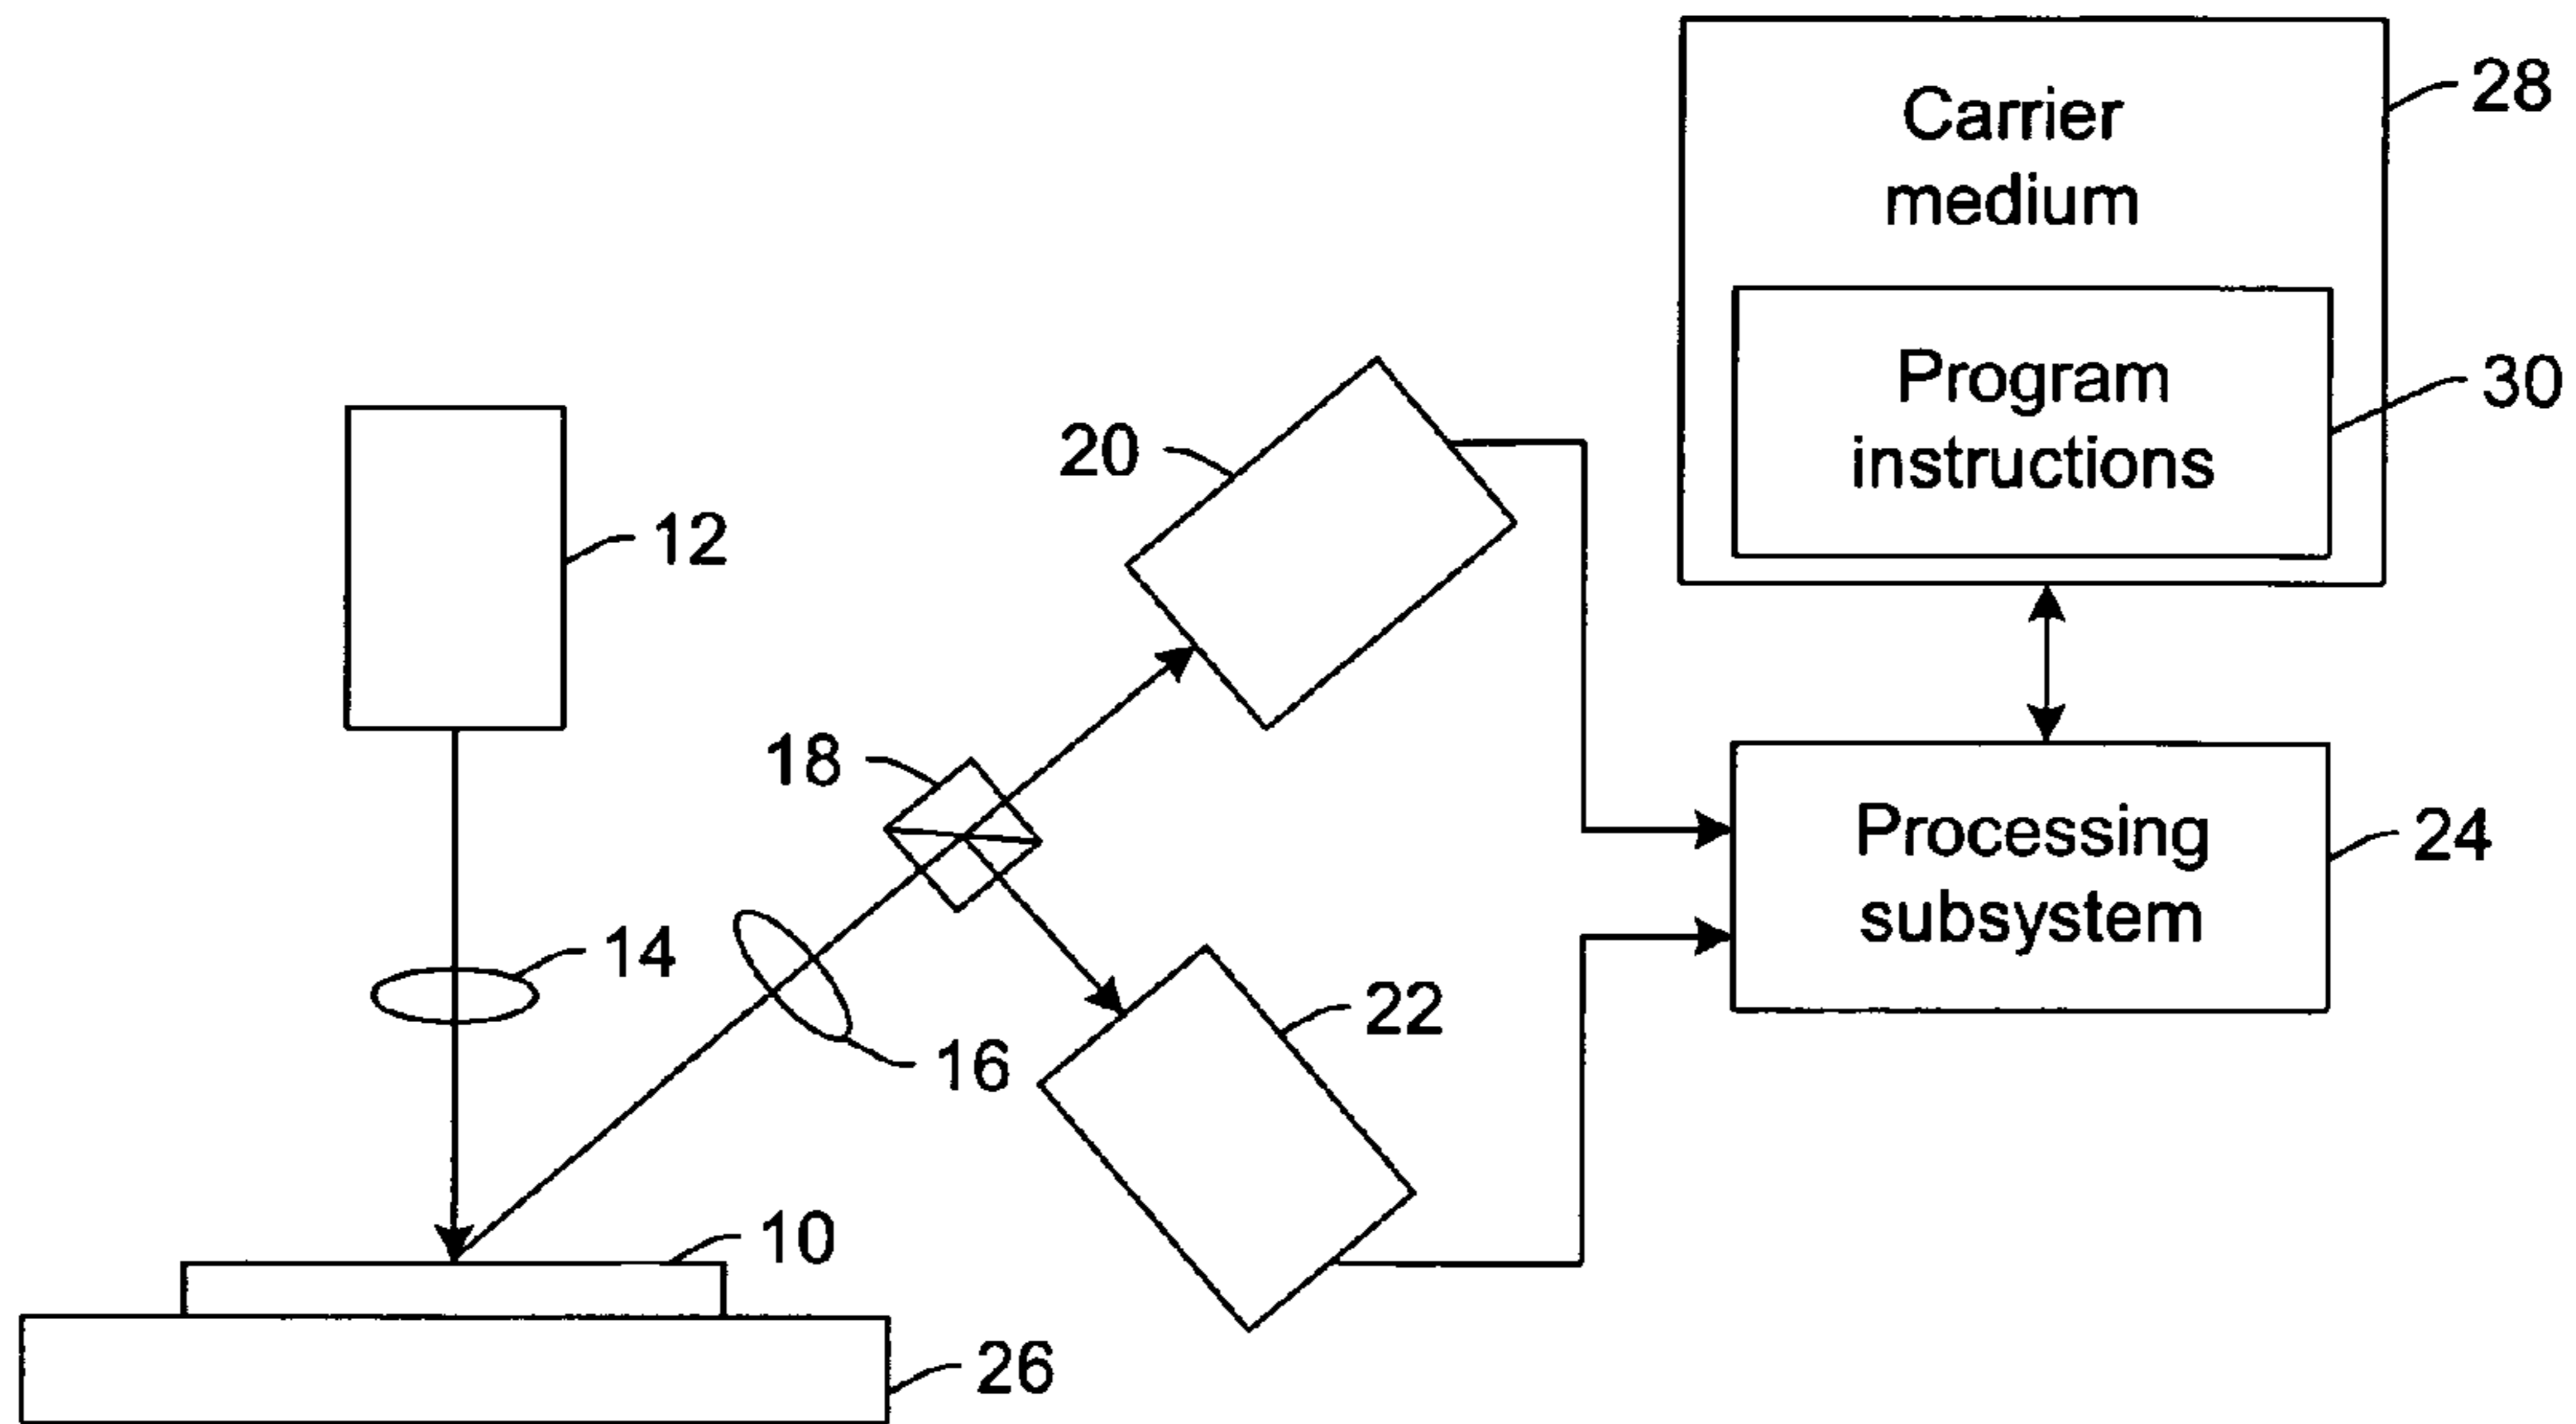 Carrier
medium
28
Program
instructions
30
20
12
18
Processing
subsystem
24
14
16
22
10
26